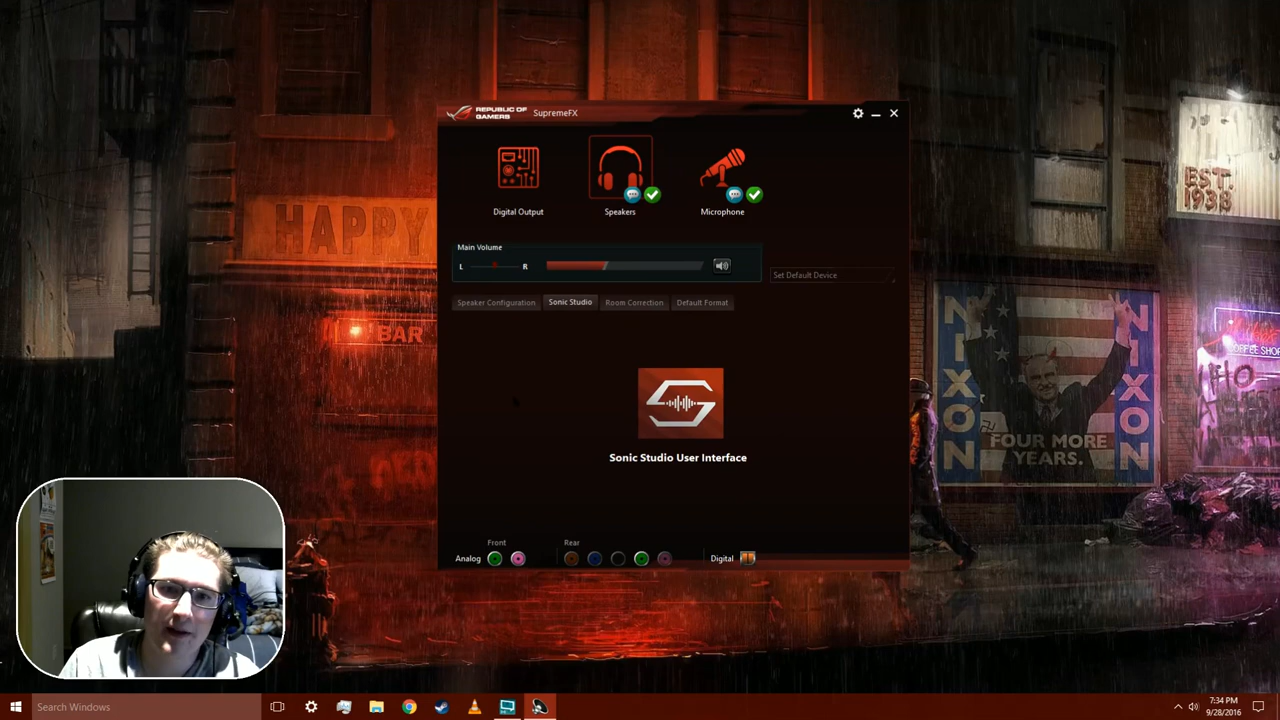 REPUBLIC OF
GAMERS
SupremeFX
Digital Output
Speakers
Microphone
Main Volume
L
R
Set Default Device
Speaker Configuration
Sonic Studio
Room Correction
Default Format
Sonic Studio User Interface
Front
Rear
Analog
Digital
HAPPY
BAR
EST.
1938
NIXON
NIXON
FOUR MORE
YEARS.
COFFEE SHOP
Search Windows
7:34 PM
9/28/2016